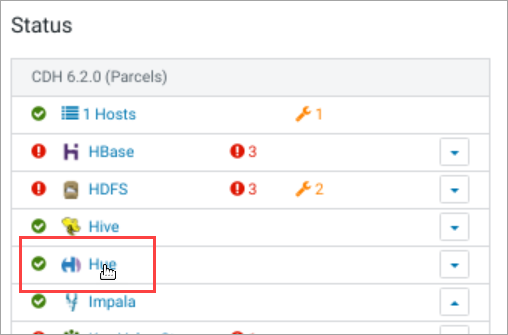 Status
CDH 6.2.0 (Parcels)
1 Hosts 1
HBase 3
HDFS 3 2
Hive
Hue
Impala